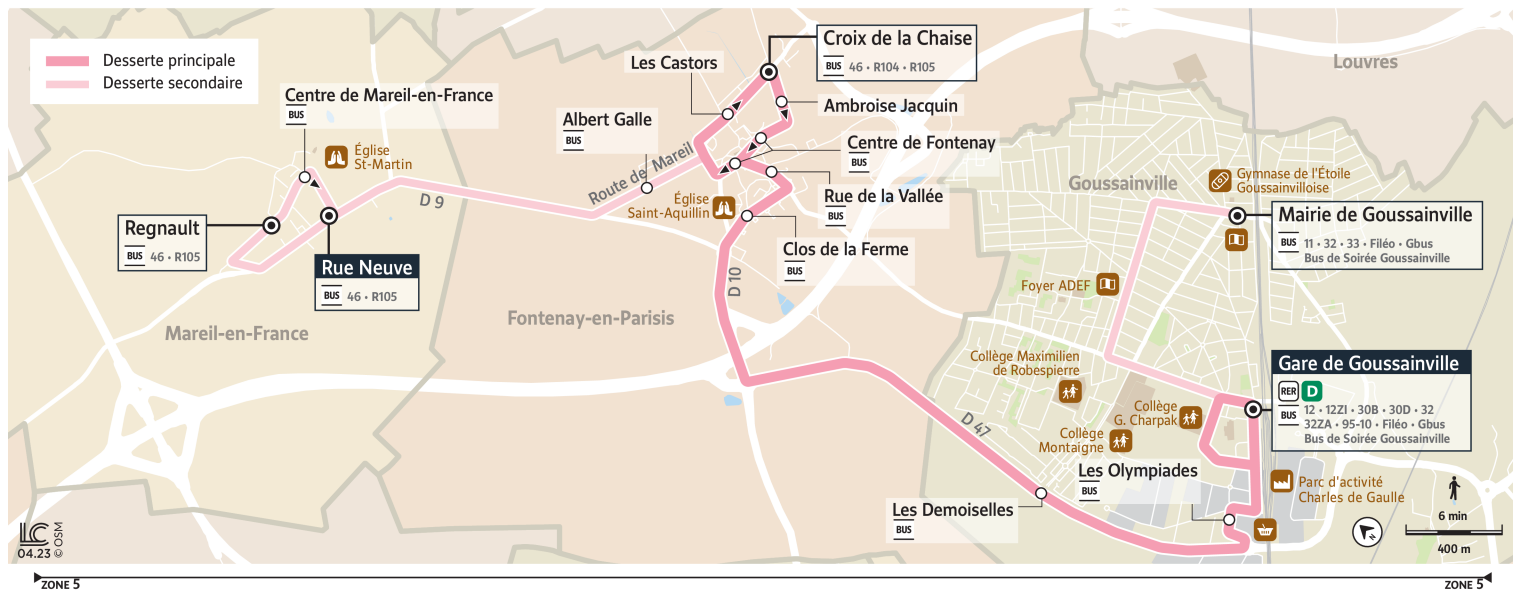 Desserte principale
Desserte secondaire
Centre de Mareil-en-France
BUS
Église
St-Martin
Regnault
BUS 46 • R105
Rue Neuve
BUS 46 • R105
Mareil-en-France
D 9
Albert Galle
BUS
Route de Mareil
Les Castors
Croix de la Chaise
BUS 46 • R104 • R105
Ambroise Jacquin
Centre de Fontenay
BUS
Rue de la Vallée
BUS
Église
Saint-Aquillin
Clos de la Ferme
BUS
D 10
Fontenay-en-Parisis
Louvres
Goussainville
Gymnase de l'Étoile
Goussainvilloise
Mairie de Goussainville
BUS 11 • 32 • 33 • Filéo • Gbus
Bus de Soirée Goussainville
Foyer ADEF
Collège Maximilien
de Robespierre
Collège
G. Charpak
Collège
Montaigne
Gare de Goussainville
RER D
BUS 12 • 12ZI • 30B • 30D • 32
32ZA • 95-10 • Filéo • Gbus
Bus de Soirée Goussainville
D 47
Les Olympiades
BUS
Les Demoiselles
BUS
Parc d'activité
Charles de Gaulle
N
6 min
400 m
LC
04.23 © OSM
ZONE 5
ZONE 5